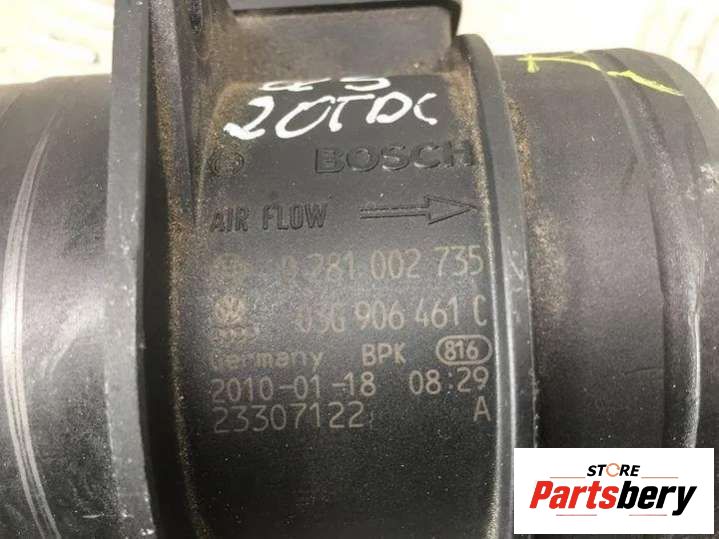 20TDC
BOSCH
AIR FLOW
0 281 002 735
03G 906 461 C
Germany BPK 816
2010-01-18 08:29
23307122 A
STORE
Partsbery